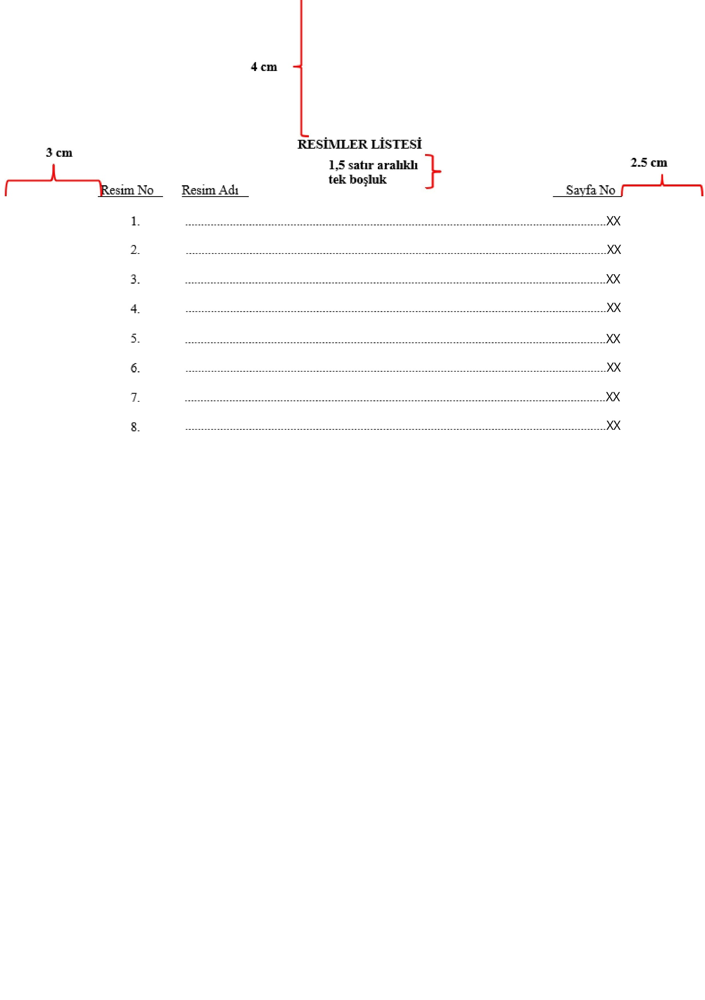 4 cm
RESİMLER LİSTESİ
3 cm
1,5 satır aralıklı
tek boşluk
2.5 cm
Resim No Resim Adı Sayfa No
1. ........................................................................................................XX
2. ........................................................................................................XX
3. ........................................................................................................XX
4. ........................................................................................................XX
5. ........................................................................................................XX
6. ........................................................................................................XX
7. ........................................................................................................XX
8. ........................................................................................................XX